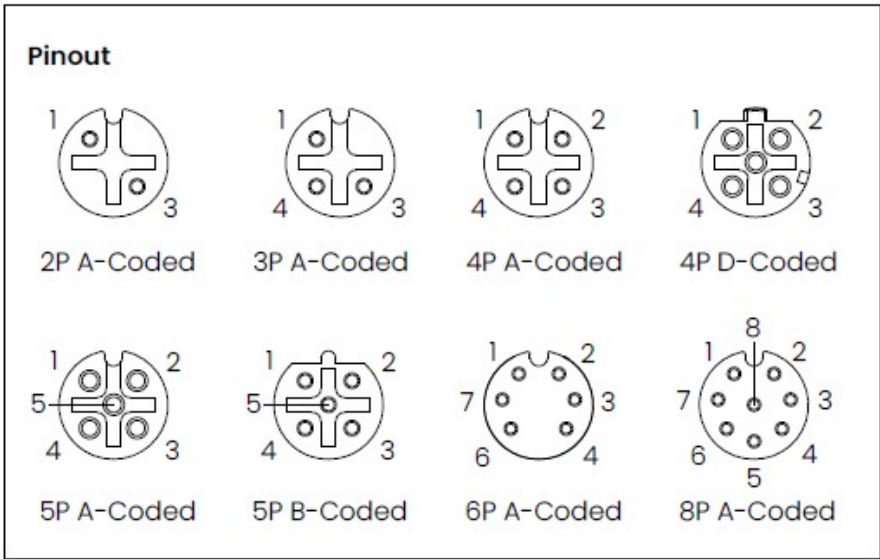 Pinout
1
3
2P A-Coded
1
4 3
3P A-Coded
1 2
4 3
4P A-Coded
1 2
4 3
4P D-Coded
1 2
5
4 3
5P A-Coded
1 2
5
4 3
5P B-Coded
1 2
7 3
6 4
6P A-Coded
8
1 2
7 3
6 4
5
8P A-Coded